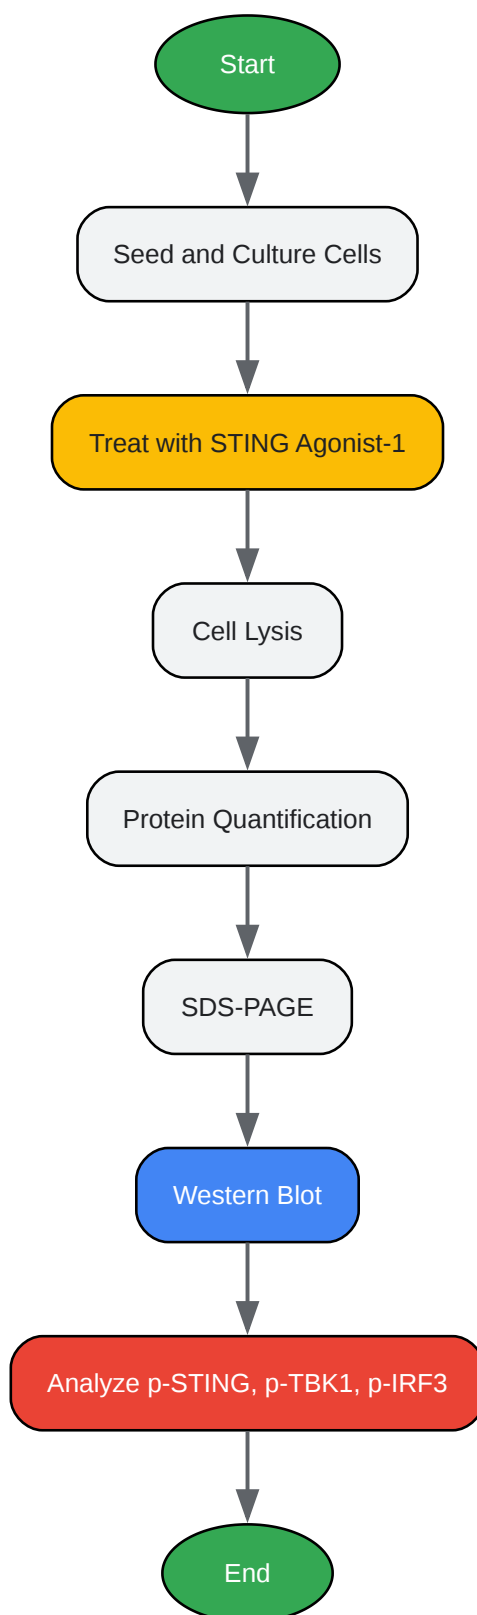 Start
Seed and Culture Cells
Treat with STING Agonist-1
Cell Lysis
Protein Quantification
SDS-PAGE
Western Blot
Analyze p-STING, p-TBK1, p-IRF3
End